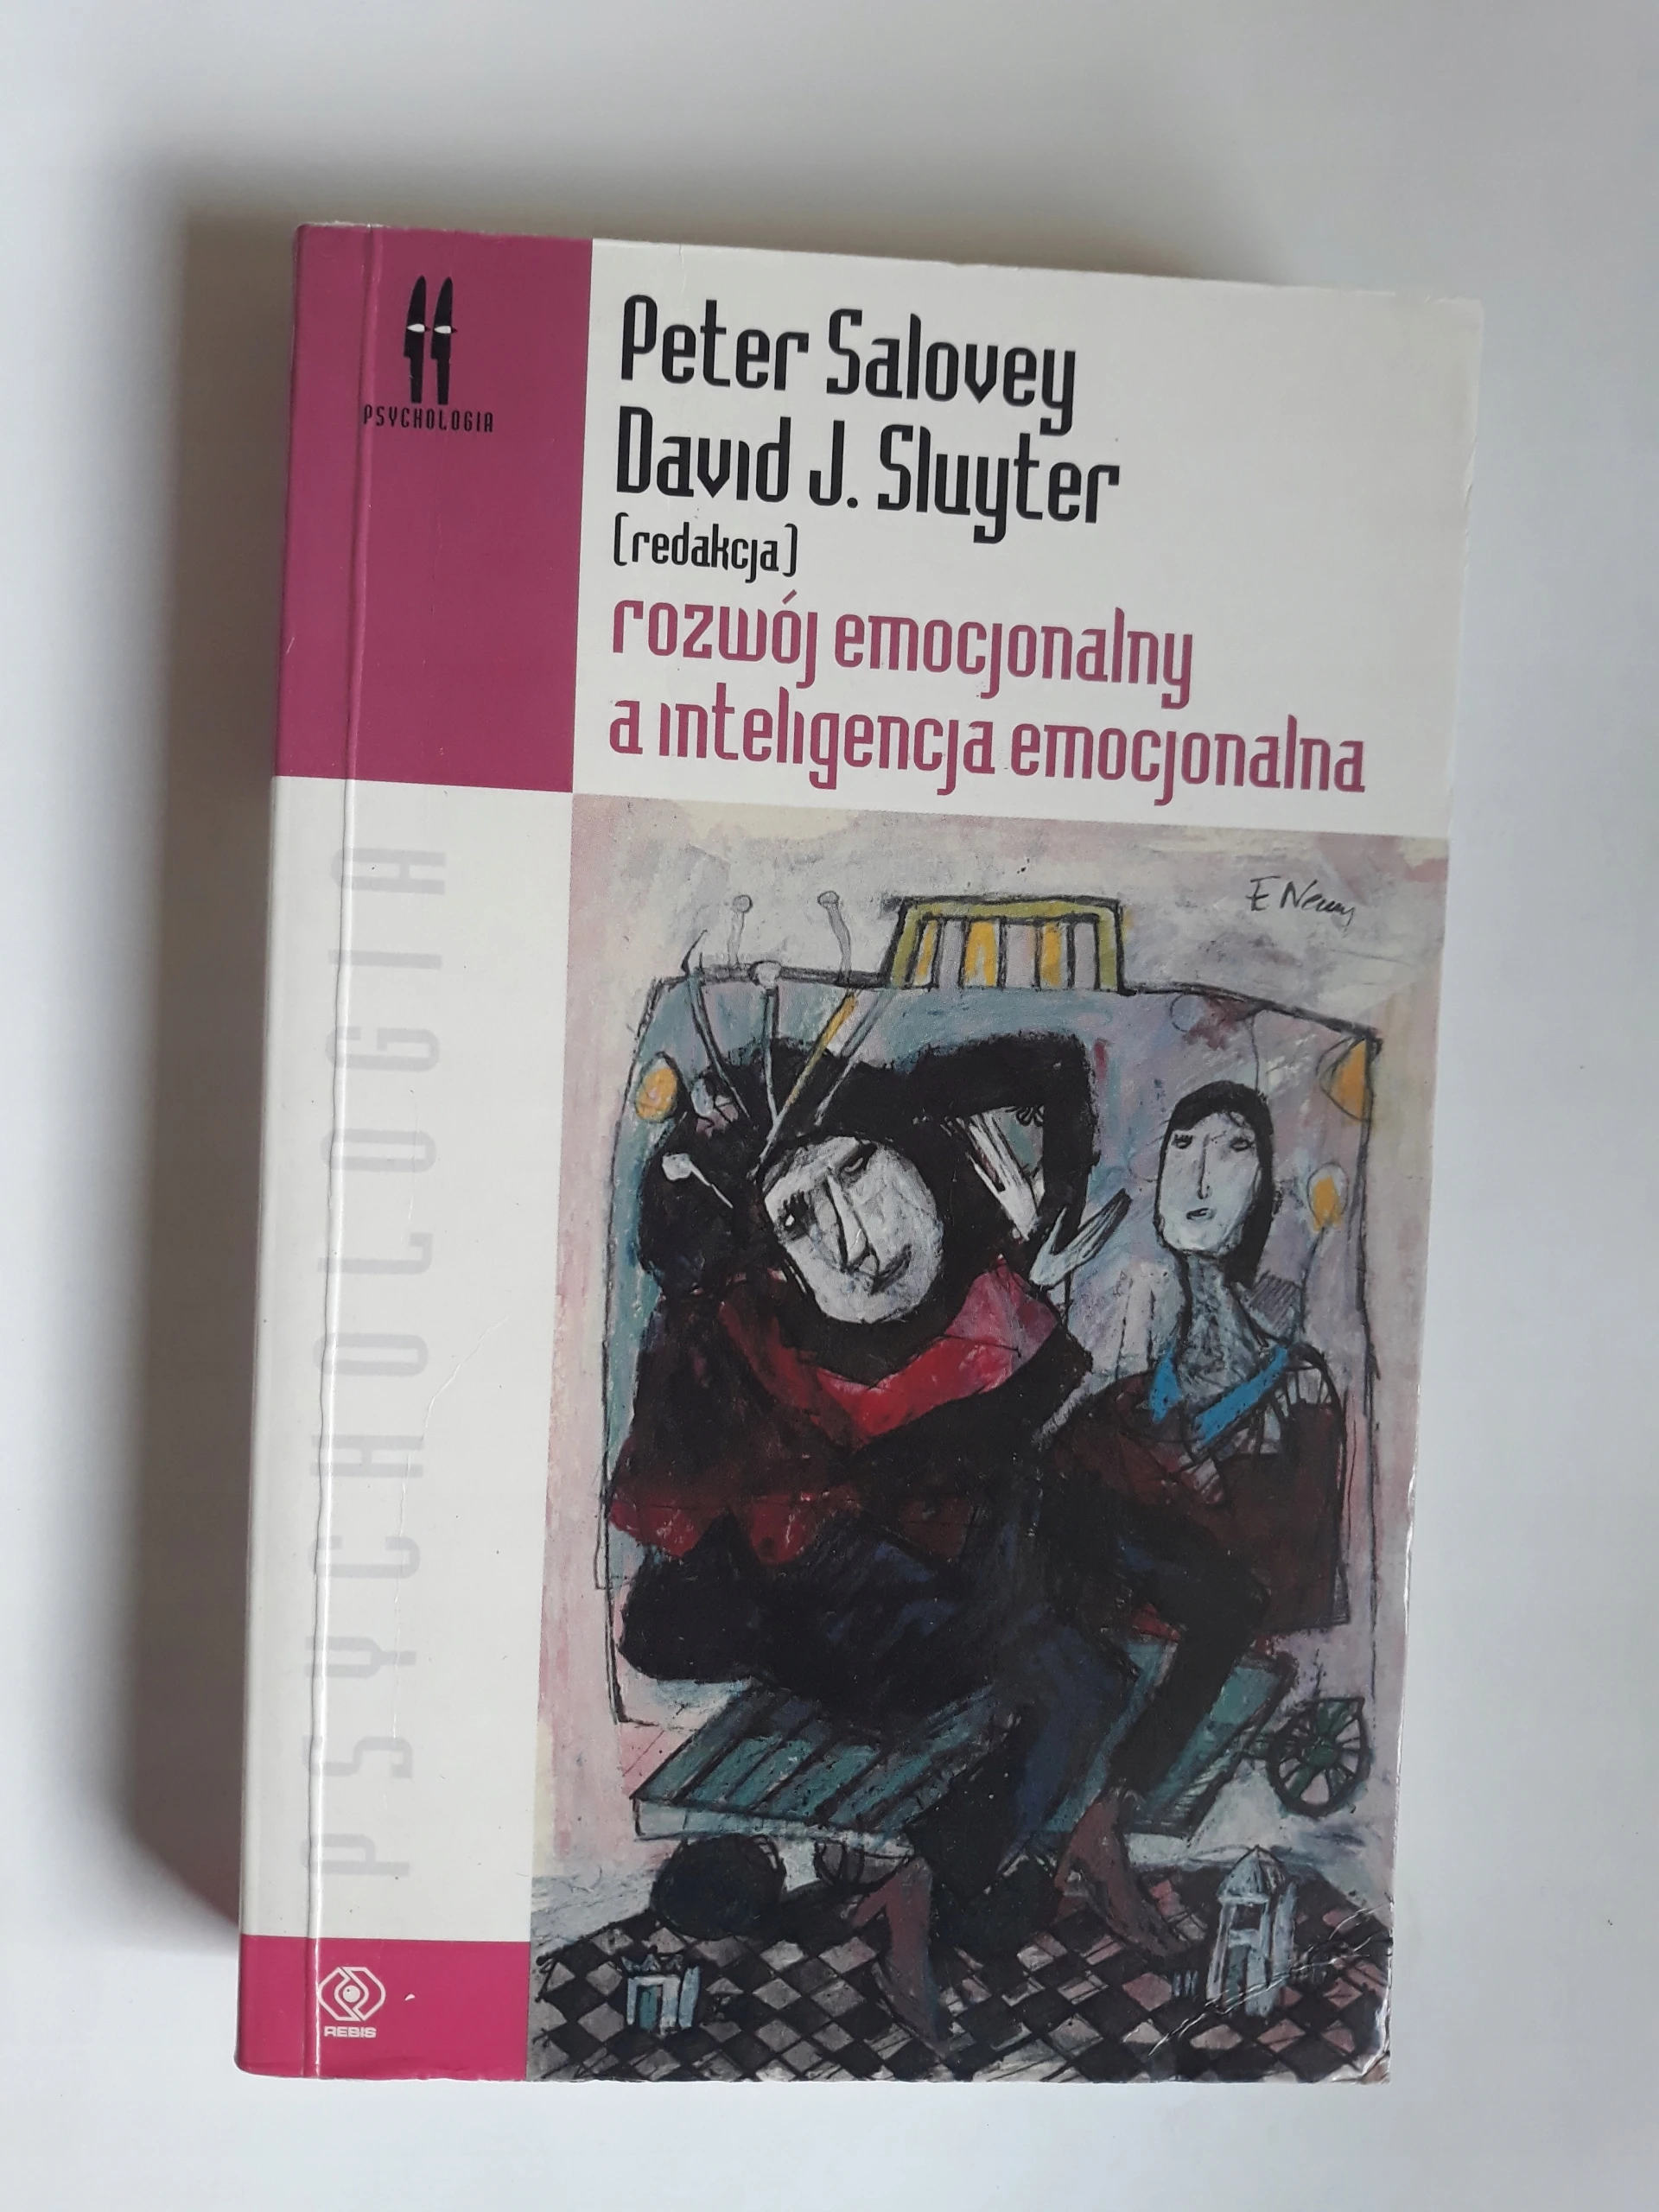 PSYCHOLOGIA
Peter Salovey
David J. Sluyter
(redakcja)
rozwój emocjonalny
a inteligencja emocjonalna
PSYCHOLOGIA
REBIS